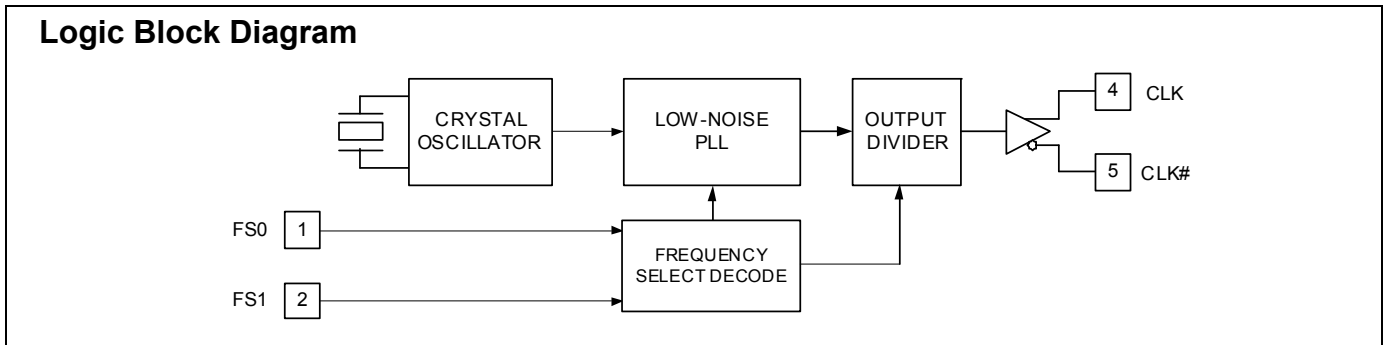 Logic Block Diagram
CRYSTAL
OSCILLATOR
LOW-NOISE
PLL
OUTPUT
DIVIDER
4 CLK
5 CLK#
FS0 1
FREQUENCY
SELECT DECODE
FS1 2